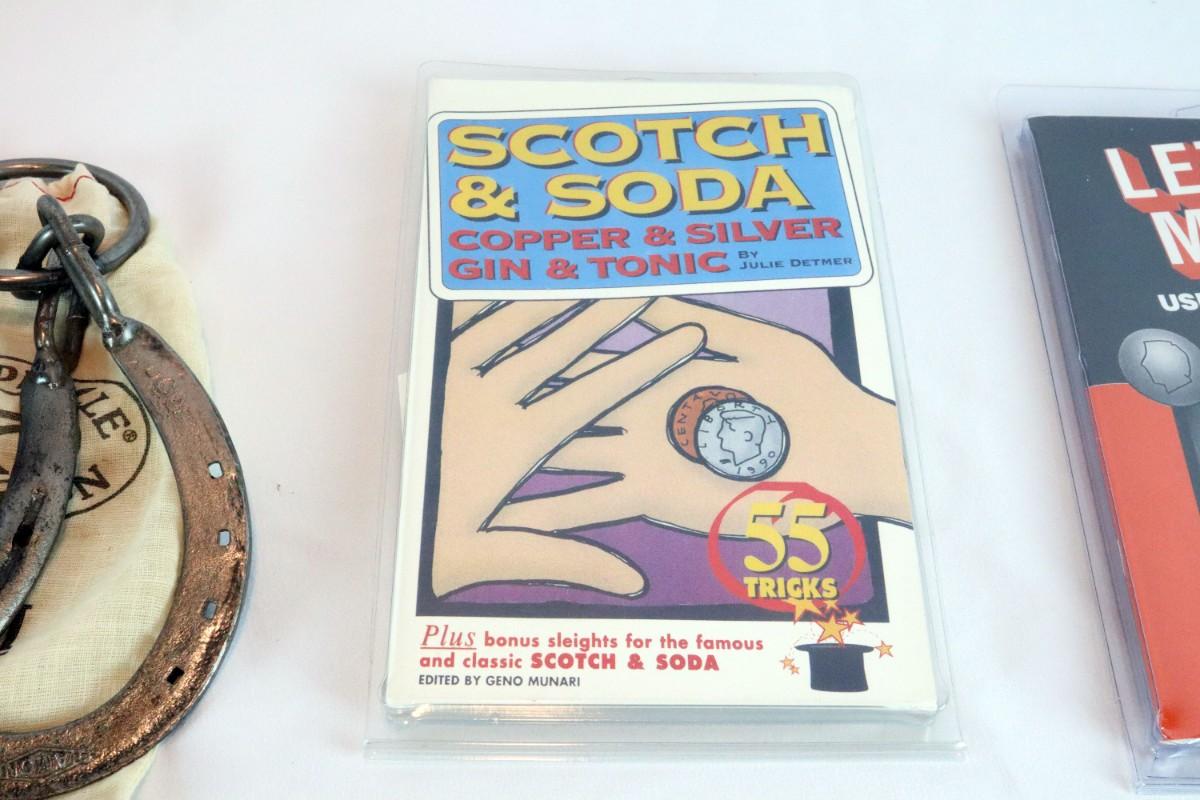 SCOTCH
& SODA
COPPER & SILVER
GIN & TONIC BY
JULIE DETMER
CENTAV
LIBERTY
1990
55
TRICKS
Plus bonus sleights for the famous
and classic SCOTCH & SODA
EDITED BY GENO MUNARI